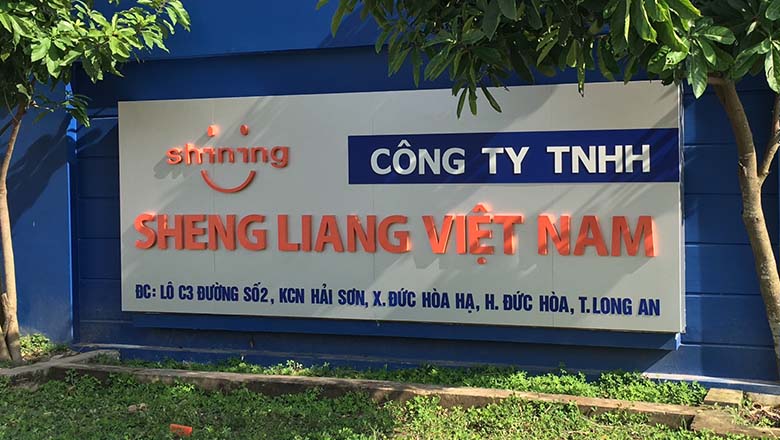 shining
CÔNG TY TNHH
SHENG LIANG VIỆT NAM
ĐC: LÔ C3 ĐƯỜNG SỐ2, KCN HẢI SƠN, X. ĐỨC HÒA HẠ, H. ĐỨC HÒA, T. LONG AN